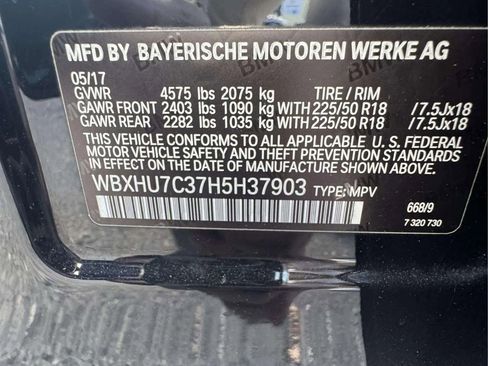 MFD BY BAYERISCHE MOTOREN WERKE AG
05/17
GVWR 4575 lbs 2075 kg TIRE / RIM
GAWR FRONT 2403 lbs 1090 kg WITH 225/50 R18 /7.5Jx18
GAWR REAR 2282 lbs 1035 kg WITH 225/50 R18 /7.5Jx18
THIS VEHICLE CONFORMS TO ALL APPLICABLE U. S. FEDERAL
MOTOR VEHICLE SAFETY AND THEFT PREVENTION STANDARDS
IN EFFECT ON THE DATE OF MANUFACTURE SHOWN ABOVE.
WBXHU7C37H5H37903 TYPE: MPV
668/9
7 320 730